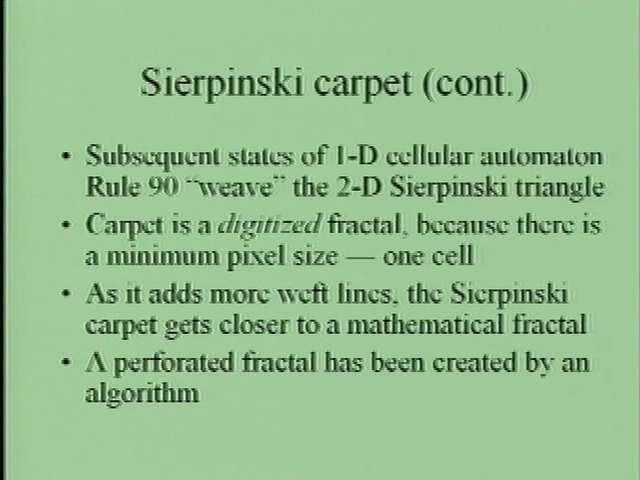 Sierpinski carpet (cont.)
• Subsequent states of 1-D cellular automaton
Rule 90 “weave” the 2-D Sierpinski triangle
• Carpet is a digitized fractal, because there is
a minimum pixel size — one cell
• As it adds more weft lines, the Sierpinski
carpet gets closer to a mathematical fractal
• A perforated fractal has been created by an
algorithm